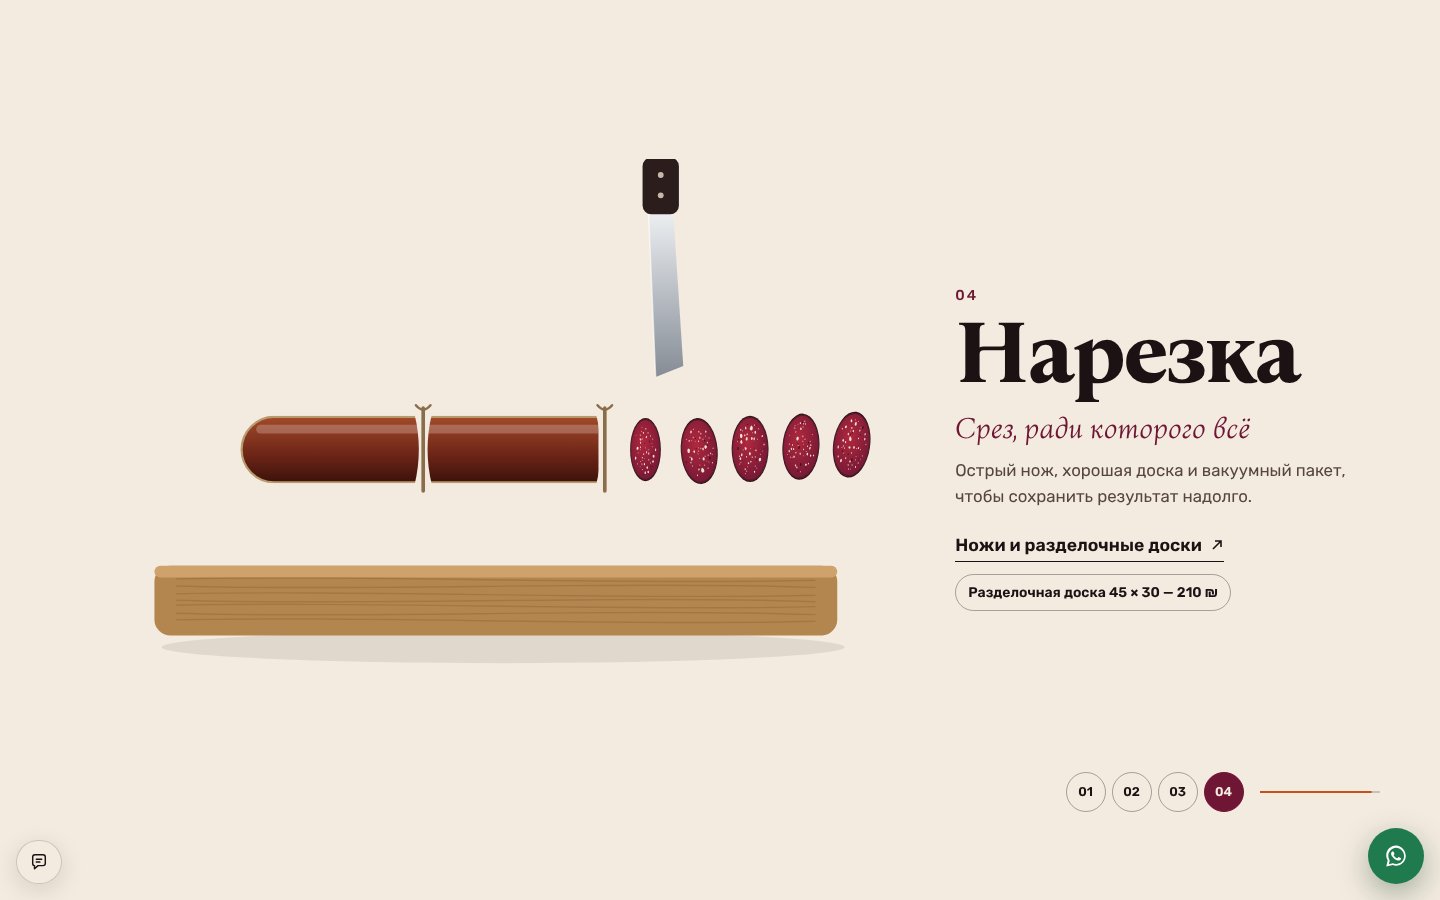 04
Нарезка
Срез, ради которого всё
Острый нож, хорошая доска и вакуумный пакет,
чтобы сохранить результат надолго.
Ножи и разделочные доски ↗
Разделочная доска 45 × 30 — 210 ₪
01 02 03 04